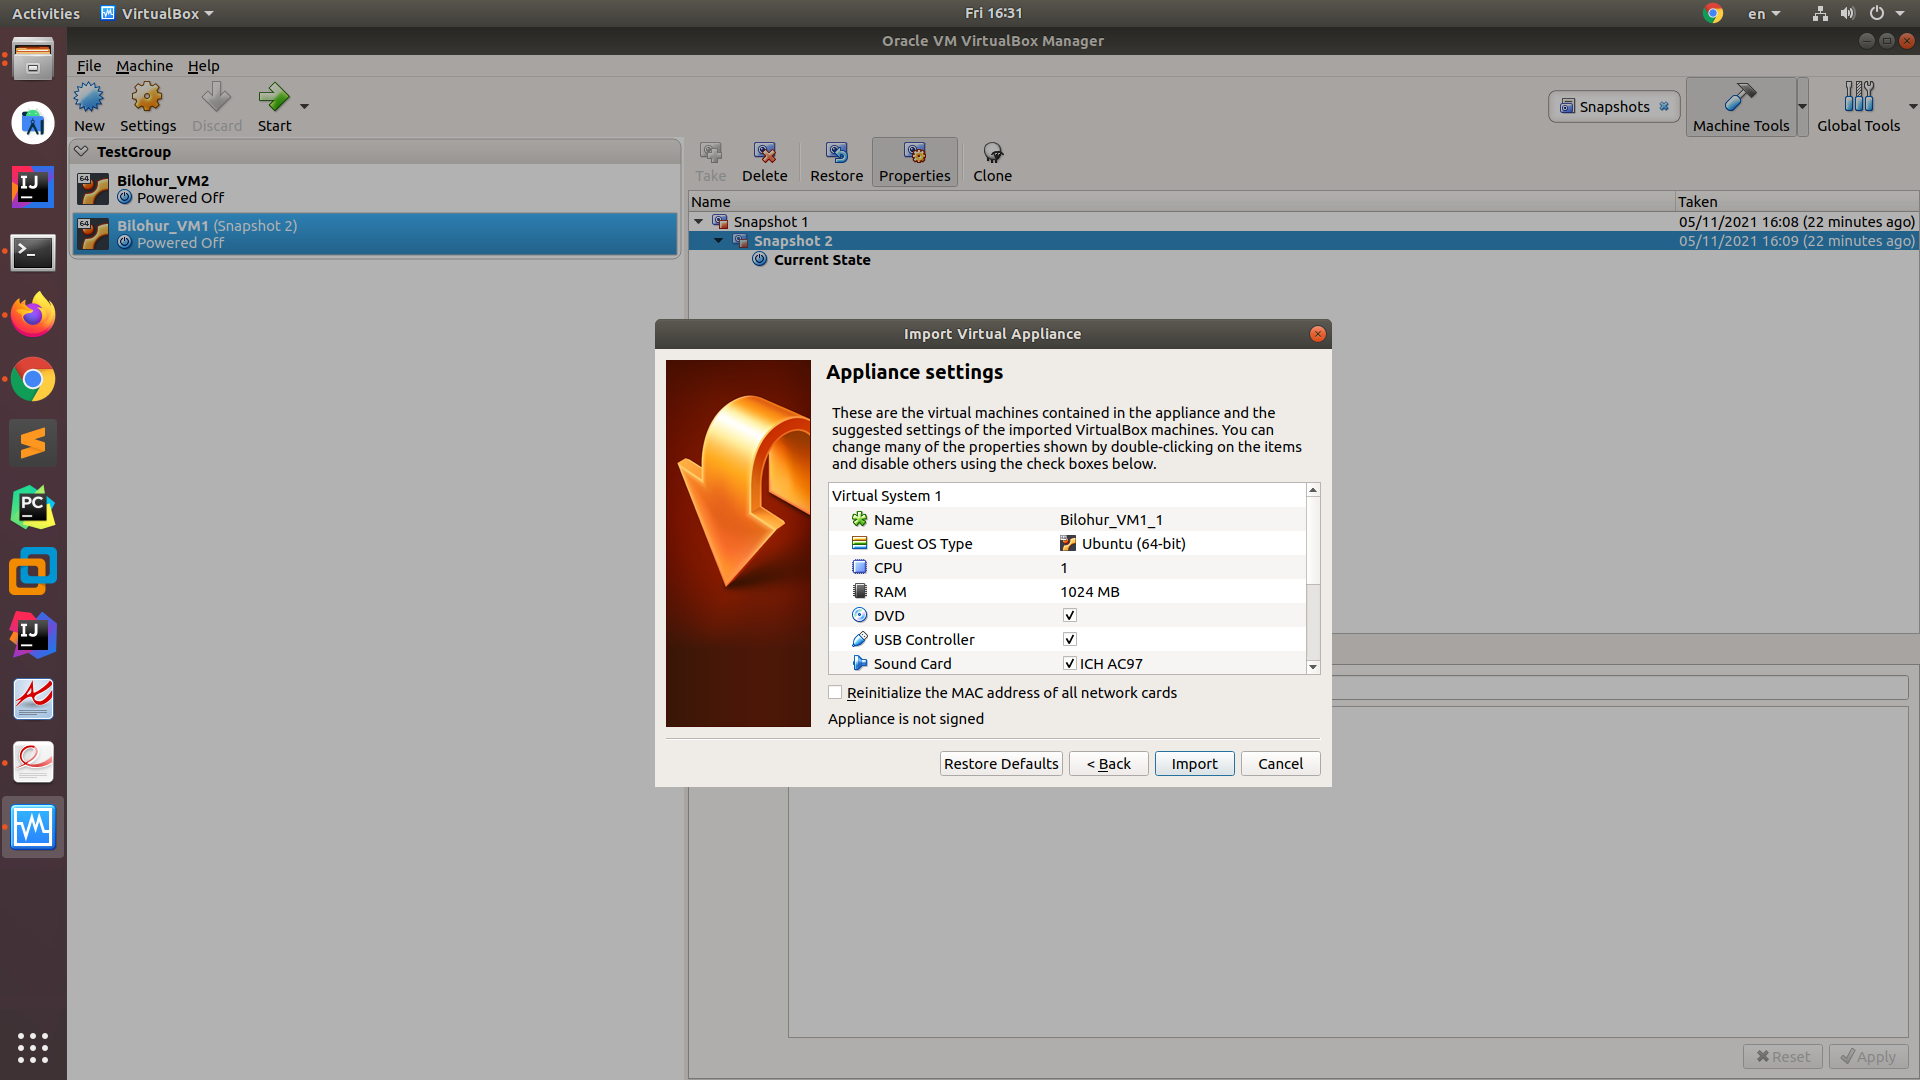 Activities VirtualBox Fri 16:31 en
Oracle VM VirtualBox Manager
File Machine Help
New Settings Discard Start Snapshots Machine Tools Global Tools
TestGroup
Bilohur_VM2
Powered Off
Bilohur_VM1 (Snapshot 2)
Powered Off
Take Delete Restore Properties Clone
Name Taken
Snapshot 1 05/11/2021 16:08 (22 minutes ago)
Snapshot 2 05/11/2021 16:09 (22 minutes ago)
Current State
Import Virtual Appliance
Appliance settings
These are the virtual machines contained in the appliance and the
suggested settings of the imported VirtualBox machines. You can
change many of the properties shown by double-clicking on the items
and disable others using the check boxes below.
Virtual System 1
Name Bilohur_VM1_1
Guest OS Type Ubuntu (64-bit)
CPU 1
RAM 1024 MB
DVD
USB Controller
Sound Card ICH AC97
Reinitialize the MAC address of all network cards
Appliance is not signed
Restore Defaults < Back Import Cancel
Reset Apply
IJ
PC
IJ
64
64